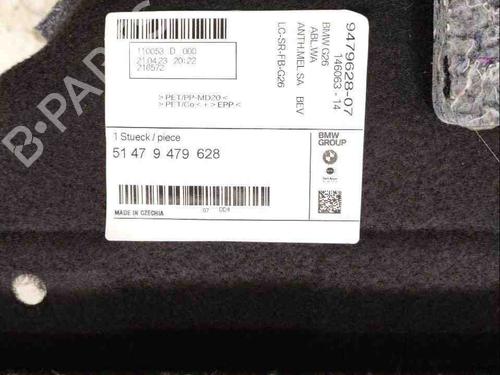 110053 D 000
21.04.23 20:22
216572
> PET/PP-MD20 <
> PET/Co < + > EPP <
1 Stueck / piece
51 47 9 479 628
MADE IN CZECHIA
07
9479628-07
146063 - 14
BMW G26
ABL.WA
ANTH.MEL.SA BEV
LC-SR-FB-G26
BMW
GROUP
B-PARTS